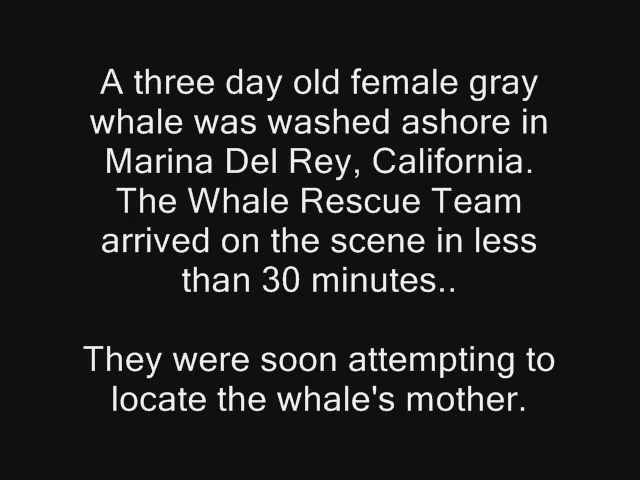 A three day old female gray
whale was washed ashore in
Marina Del Rey, California.
The Whale Rescue Team
arrived on the scene in less
than 30 minutes..
They were soon attempting to
locate the whale's mother.